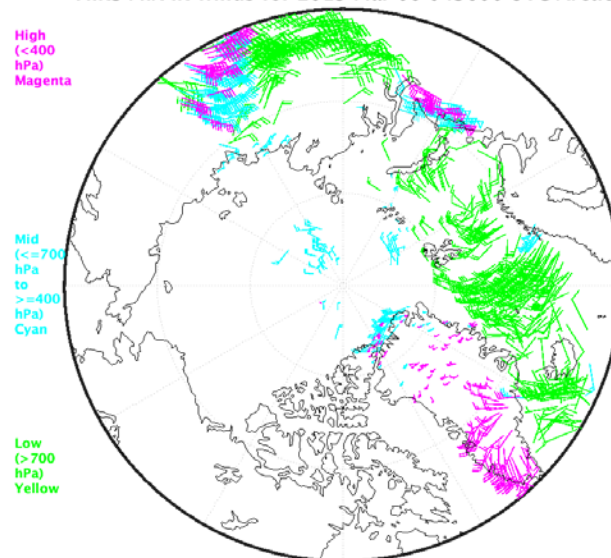 High
(<400
hPa)
Magenta
Mid
(<=700
hPa
to
>=400
hPa)
Cyan
Low
(>700
hPa)
Yellow